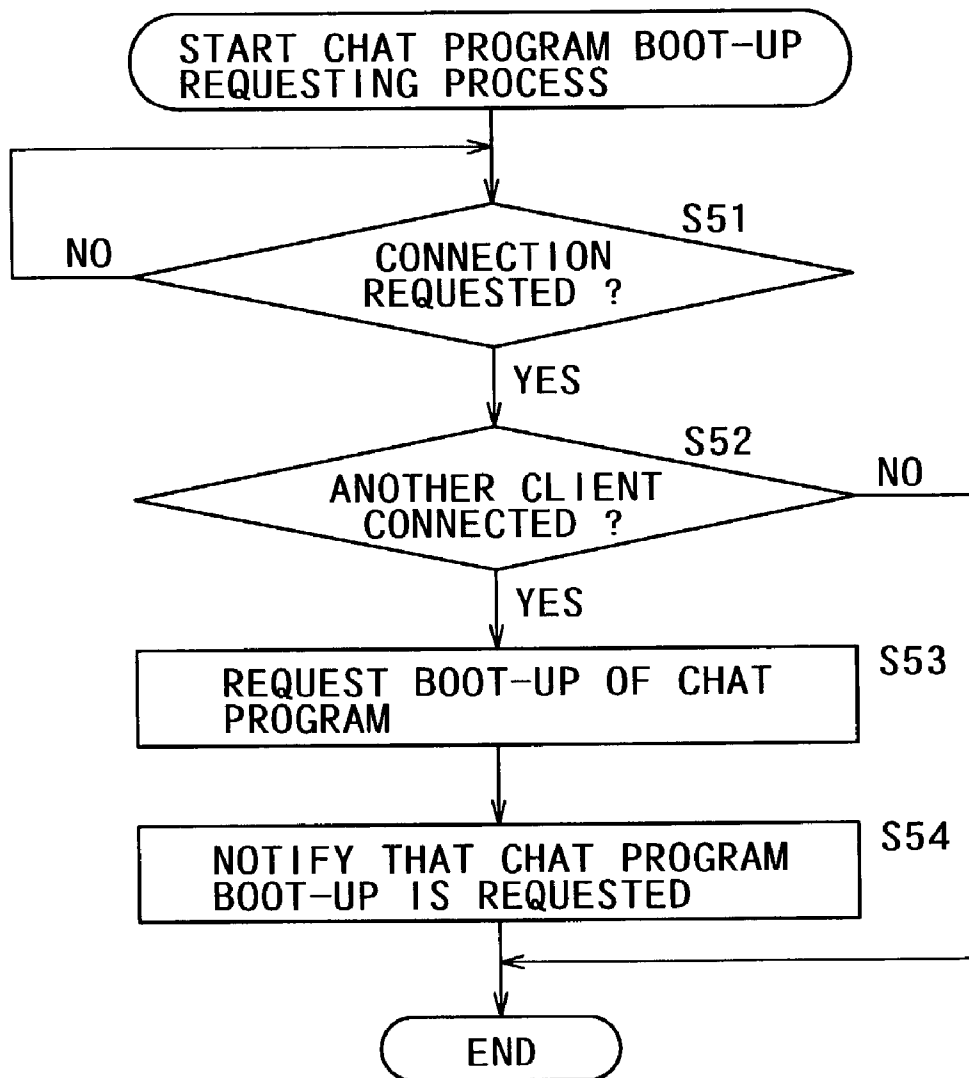 START CHAT PROGRAM BOOT-UP
REQUESTING PROCESS
S51
NO
CONNECTION
REQUESTED ?
YES
S52
NO
ANOTHER CLIENT
CONNECTED ?
YES
S53
REQUEST BOOT-UP OF CHAT
PROGRAM
S54
NOTIFY THAT CHAT PROGRAM
BOOT-UP IS REQUESTED
END